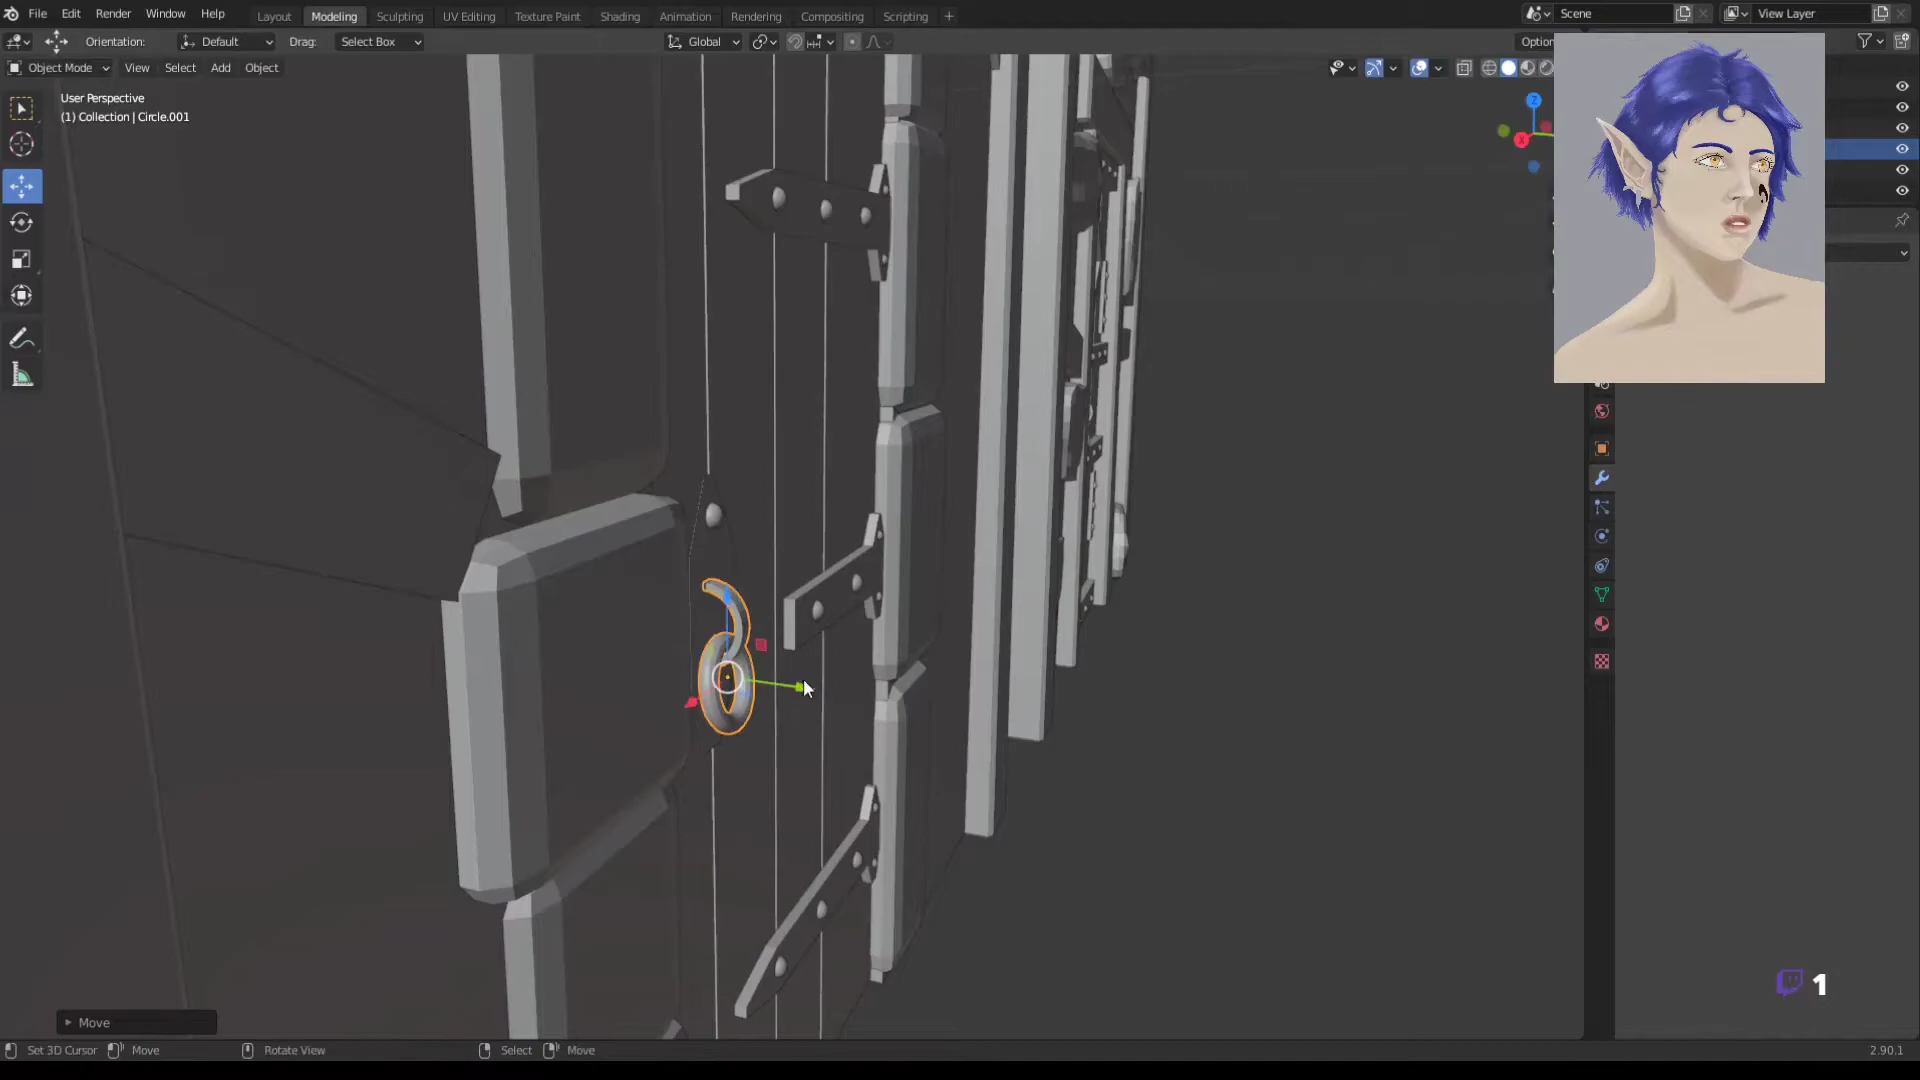 File Edit Render Window Help Layout Modeling Sculpting UV Editing Texture Paint Shading Animation Rendering Compositing Scripting + Scene View Layer
Orientation: Default Drag: Select Box Global
Object Mode View Select Add Object
User Perspective
(1) Collection | Circle.001
Z
X
1
Move
Set 3D Cursor Move Rotate View Select Move 2.90.1